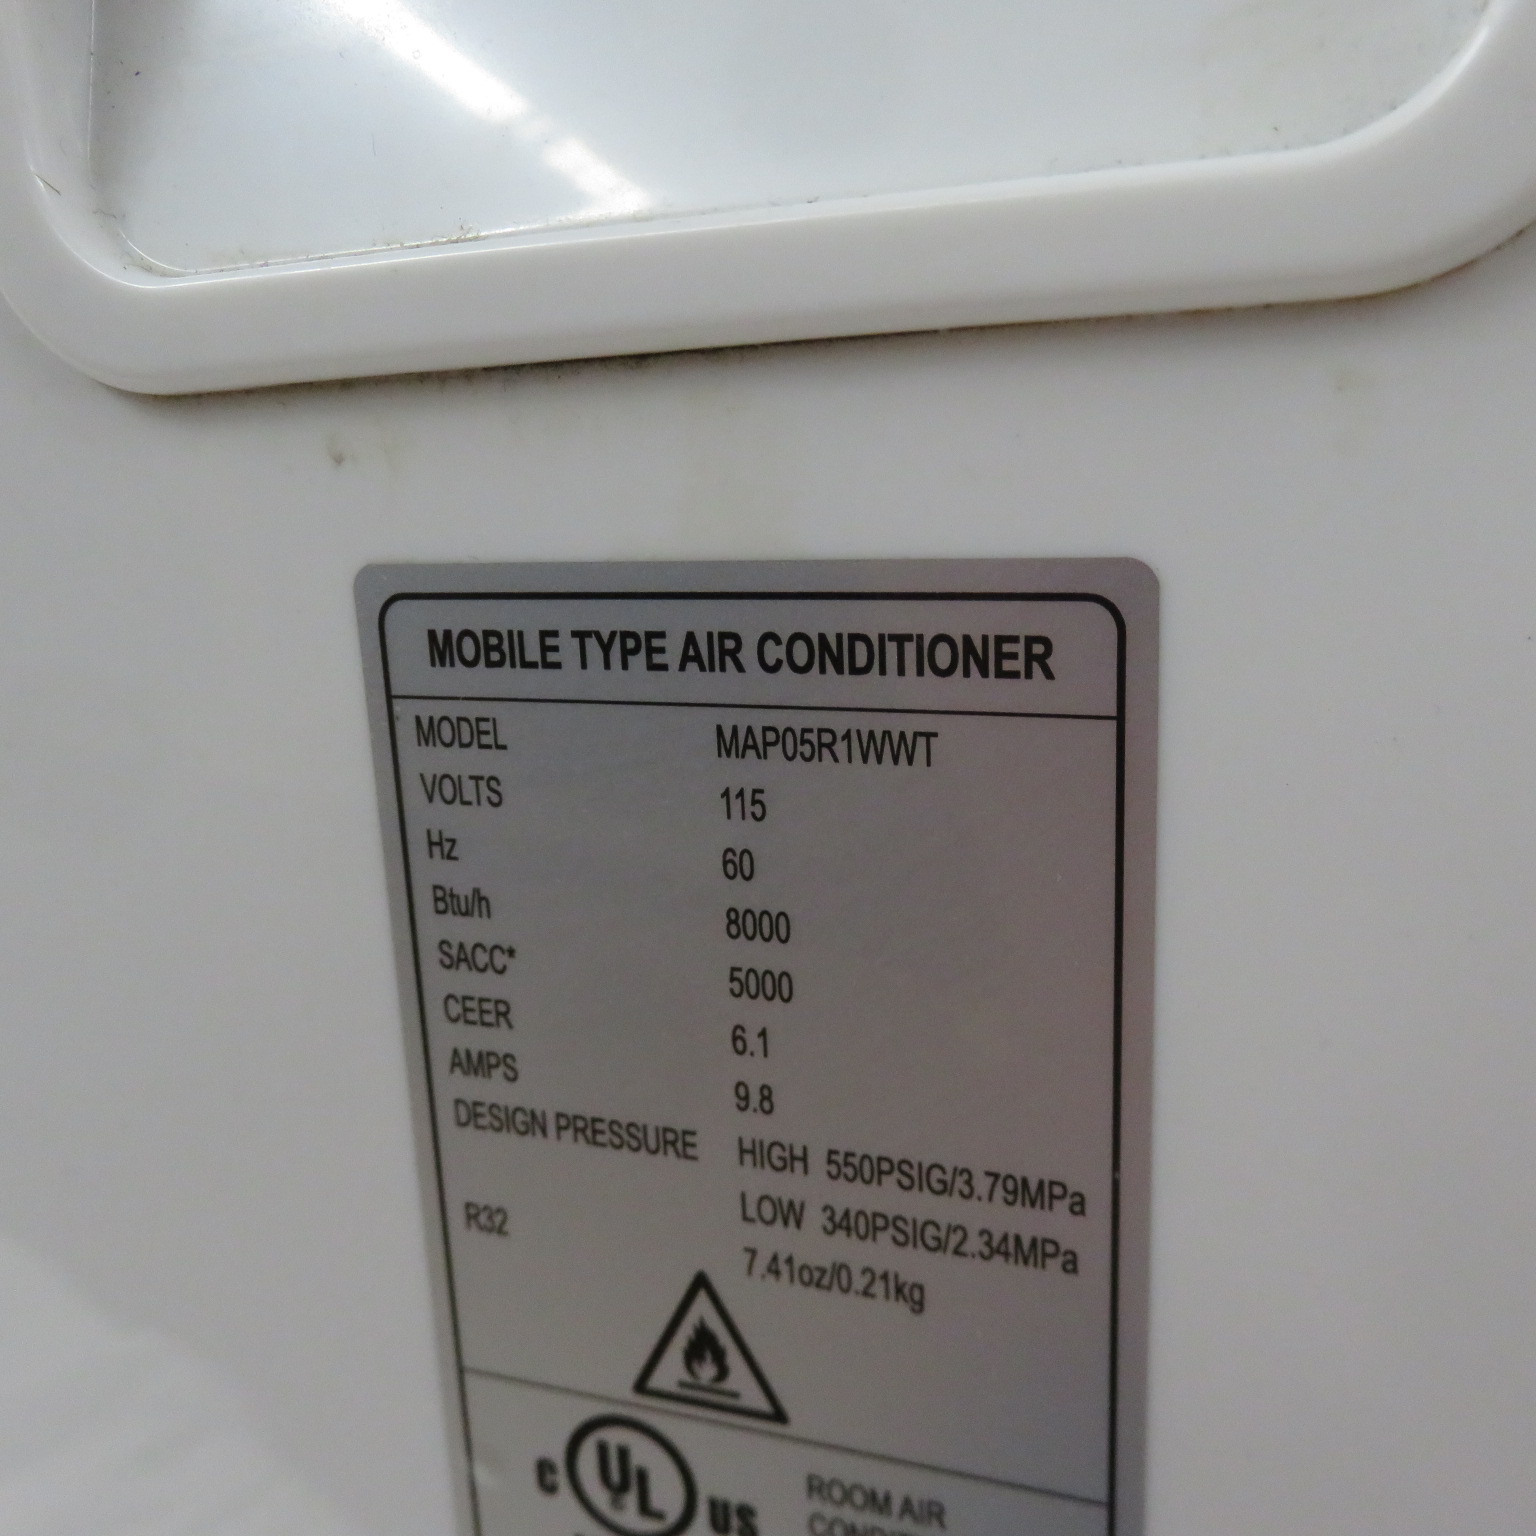 MOBILE TYPE AIR CONDITIONER
MODEL MAP05R1WWT
VOLTS 115
Hz 60
Btu/h 8000
SACC* 5000
CEER 6.1
AMPS 9.8
DESIGN PRESSURE HIGH 550PSIG/3.79MPa
LOW 340PSIG/2.34MPa
R32 7.41oz/0.21kg
C UL US
ROOM AIR